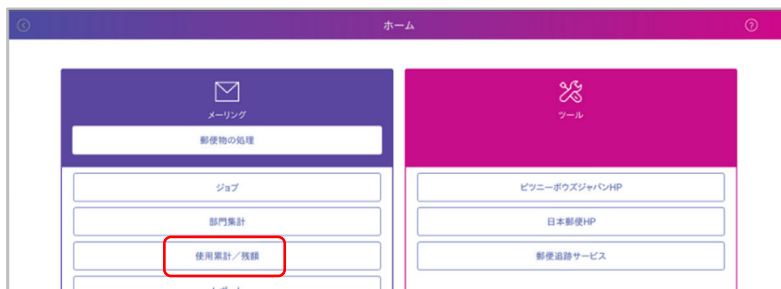 ホーム
メーリング
郵便物の処理
ジョブ
部門集計
使用累計／残額
ツール
ピツニーボウズジャパンHP
日本郵便HP
郵便追跡サービス